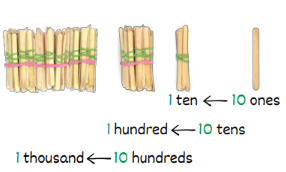 1 ten ← 10 ones
1 hundred ← 10 tens
1 thousand ← 10 hundreds